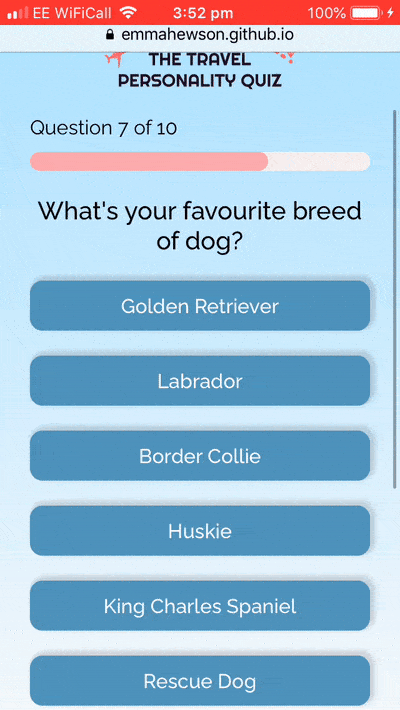 EE WiFiCall 3:52 pm 100%
emmahewson.github.io
THE TRAVEL
PERSONALITY QUIZ
Question 7 of 10
What's your favourite breed
of dog?
Golden Retriever
Labrador
Border Collie
Huskie
King Charles Spaniel
Rescue Dog